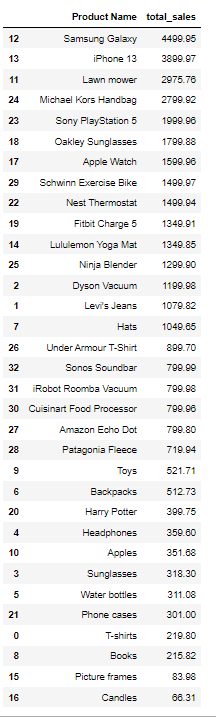 Product Name total_sales
12 Samsung Galaxy 4499.95
13 iPhone 13 3899.97
11 Lawn mower 2975.76
24 Michael Kors Handbag 2799.92
23 Sony PlayStation 5 1999.96
18 Oakley Sunglasses 1799.88
17 Apple Watch 1599.96
29 Schwinn Exercise Bike 1499.97
22 Nest Thermostat 1499.94
19 Fitbit Charge 5 1349.91
14 Lululemon Yoga Mat 1349.85
25 Ninja Blender 1299.90
2 Dyson Vacuum 1199.98
1 Levi's Jeans 1079.82
7 Hats 1049.65
26 Under Armour T-Shirt 899.70
32 Sonos Soundbar 799.99
31 iRobot Roomba Vacuum 799.98
30 Cuisinart Food Processor 799.96
27 Amazon Echo Dot 799.80
28 Patagonia Fleece 719.94
9 Toys 521.71
6 Backpacks 512.73
20 Harry Potter 399.75
4 Headphones 359.60
10 Apples 351.68
3 Sunglasses 318.30
5 Water bottles 311.08
21 Phone cases 301.00
0 T-shirts 219.80
8 Books 215.82
15 Picture frames 83.98
16 Candles 66.31